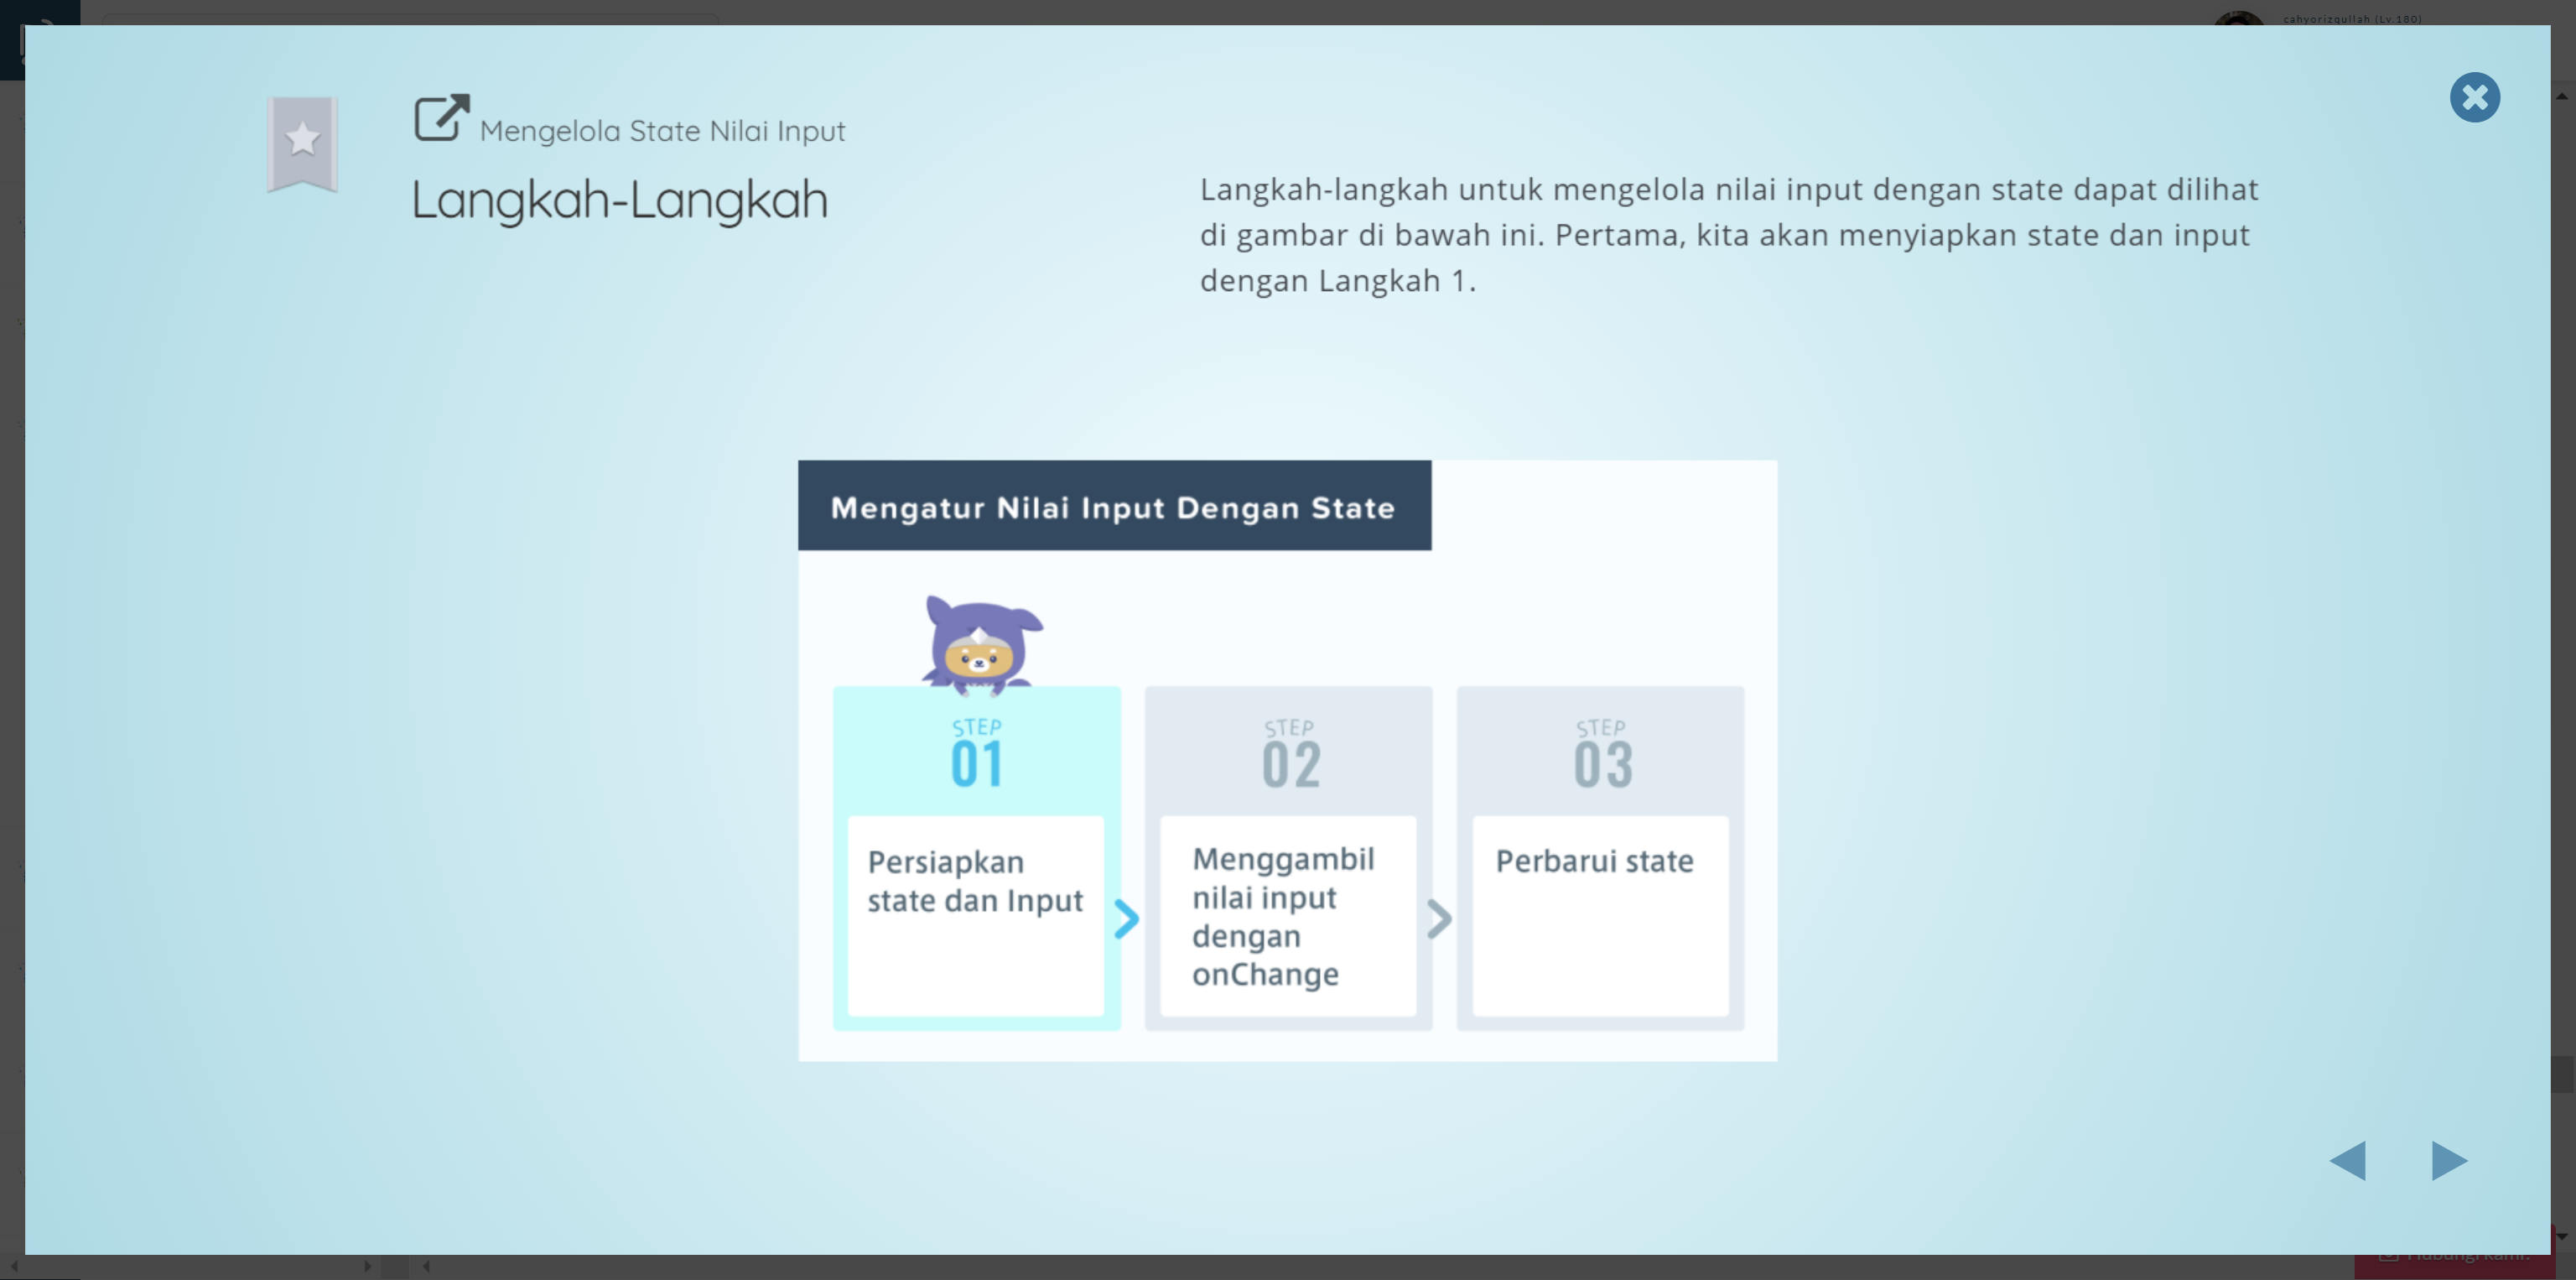 cahyorizqullah (Lv.180)
Mengelola State Nilai Input
Langkah-Langkah
Langkah-langkah untuk mengelola nilai input dengan state dapat dilihat
di gambar di bawah ini. Pertama, kita akan menyiapkan state dan input
dengan Langkah 1.
Mengatur Nilai Input Dengan State
STEP
01
Persiapkan
state dan Input
STEP
02
Menggambil
nilai input
dengan
onChange
STEP
03
Perbarui state